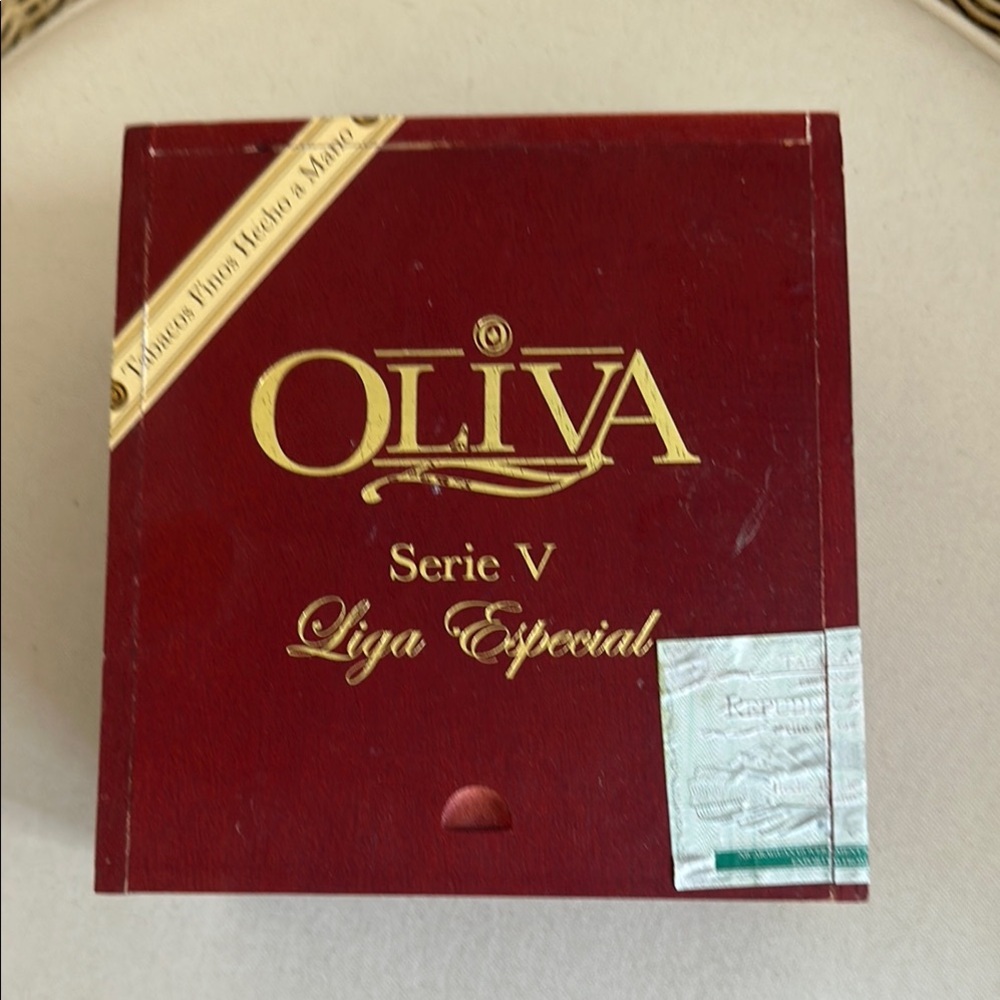 Tabacos Finos Hecho a Mano
OLIVA
Serie V
Liga Especial